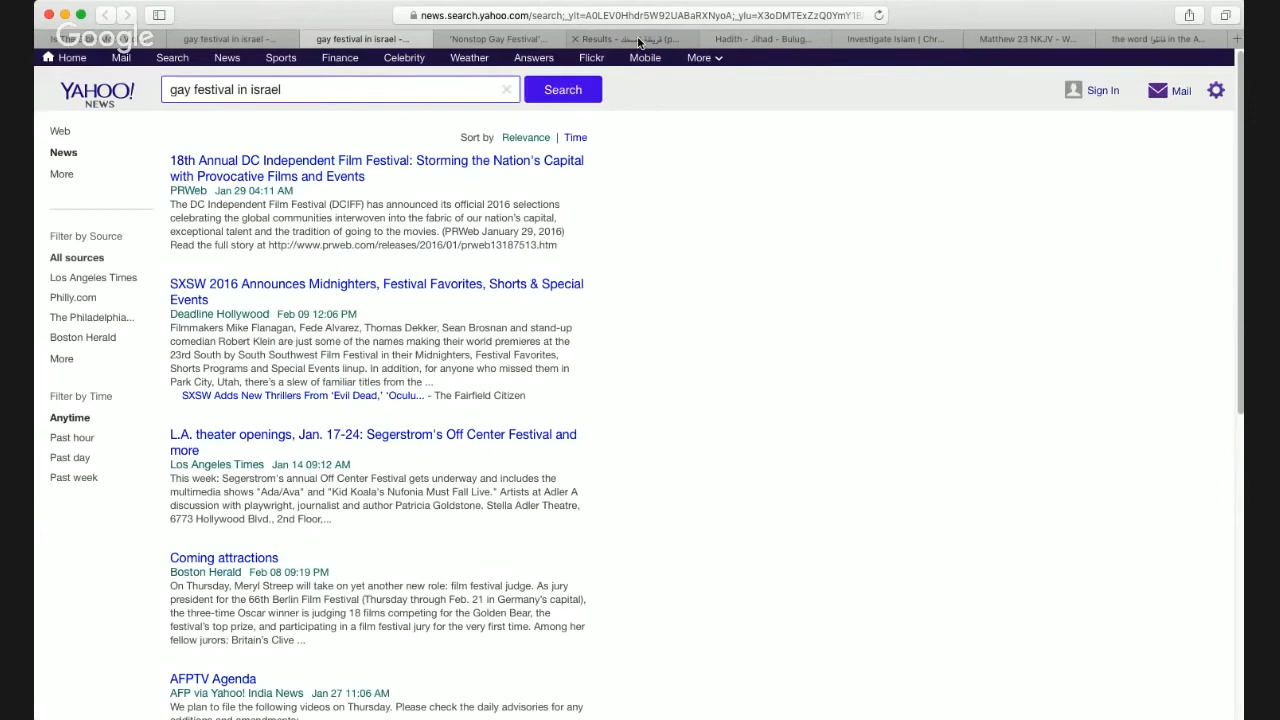 news.search.yahoo.com/search;_ylt=A0LEV0Hhdr5W92UABaRXNyoA;_ylu=X3oDMTExZzQ0YmY1B
Google
gay festival in israel -...
gay festival in israel -...
'Nonstop Gay Festival'...
Hadith - Jihad - Bulug...
Investigate Islam | Chr...
Matthew 23 NKJV - W...
Home Mail Search News Sports Finance Celebrity Weather Answers Flickr Mobile More
YAHOO!
NEWS
gay festival in israel
Search
Sign In
Mail
Web
News
More
Filter by Source
All sources
Los Angeles Times
Philly.com
The Philadelphia...
Boston Herald
More
Filter by Time
Anytime
Past hour
Past day
Past week
Sort by Relevance | Time
18th Annual DC Independent Film Festival: Storming the Nation's Capital
with Provocative Films and Events
PRWeb Jan 29 04:11 AM
The DC Independent Film Festival (DCIFF) has announced its official 2016 selections
celebrating the global communities interwoven into the fabric of our nation's capital,
exceptional talent and the tradition of going to the movies. (PRWeb January 29, 2016)
Read the full story at http://www.prweb.com/releases/2016/01/prweb13187513.htm
SXSW 2016 Announces Midnighters, Festival Favorites, Shorts & Special
Events
Deadline Hollywood Feb 09 12:06 PM
Filmmakers Mike Flanagan, Fede Alvarez, Thomas Dekker, Sean Brosnan and stand-up
comedian Robert Klein are just some of the names making their world premieres at the
23rd South by South Southwest Film Festival in their Midnighters, Festival Favorites,
Shorts Programs and Special Events linup. In addition, for anyone who missed them in
Park City, Utah, there's a slew of familiar titles from the ...
SXSW Adds New Thrillers From 'Evil Dead,' 'Oculu... - The Fairfield Citizen
L.A. theater openings, Jan. 17-24: Segerstrom's Off Center Festival and
more
Los Angeles Times Jan 14 09:12 AM
This week: Segerstrom's annual Off Center Festival gets underway and includes the
multimedia shows "Ada/Ava" and "Kid Koala's Nufonia Must Fall Live." Artists at Adler A
discussion with playwright, journalist and author Patricia Goldstone. Stella Adler Theatre,
6773 Hollywood Blvd., 2nd Floor,...
Coming attractions
Boston Herald Feb 08 09:19 PM
On Thursday, Meryl Streep will take on yet another new role: film festival judge. As jury
president for the 66th Berlin Film Festival (Thursday through Feb. 21 in Germany's capital),
the three-time Oscar winner is judging 18 films competing for the Golden Bear, the
festival's top prize, and participating in a film festival jury for the very first time. Among her
fellow jurors: Britain's Clive ...
AFPTV Agenda
AFP via Yahoo! India News Jan 27 11:06 AM
We plan to file the following videos on Thursday. Please check the daily advisories for any
additions and amendments: